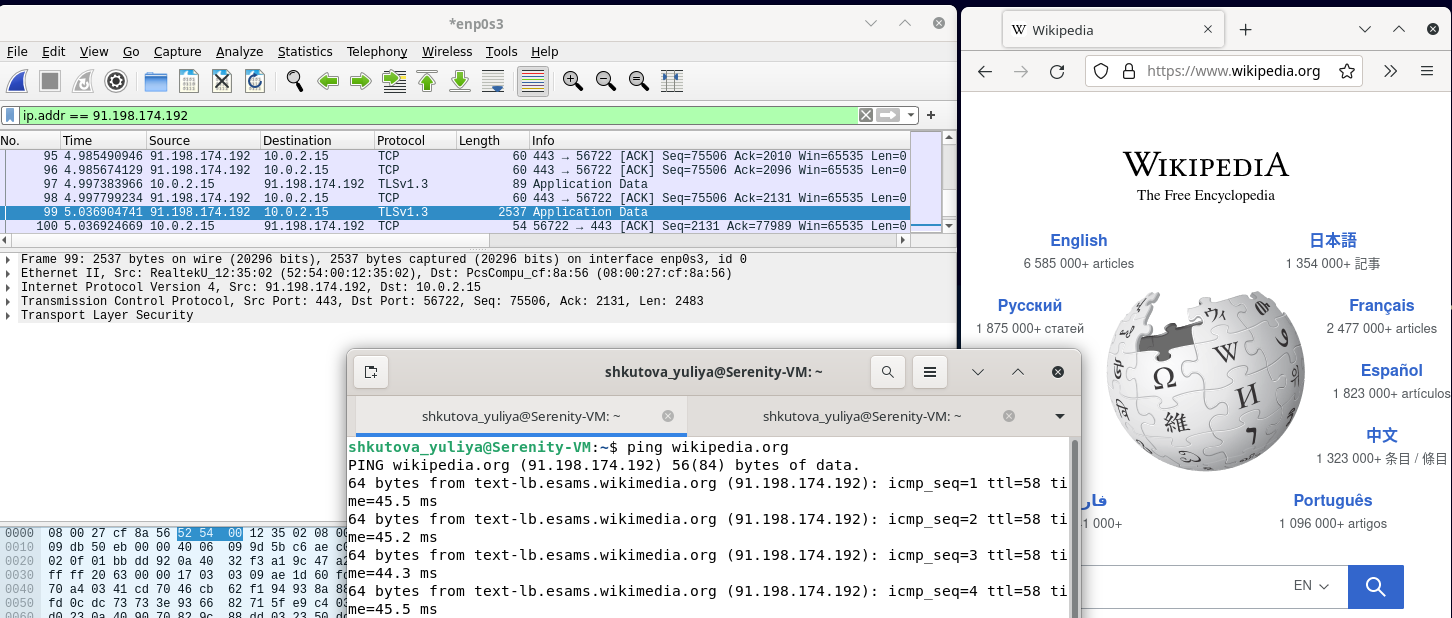 *enp0s3
File Edit View Go Capture Analyze Statistics Telephony Wireless Tools Help
ip.addr == 91.198.174.192
No. Time Source Destination Protocol Length Info
95 4.985490946 91.198.174.192 10.0.2.15 TCP 60 443 → 56722 [ACK] Seq=75506 Ack=2010 Win=65535 Len=0
96 4.985674129 91.198.174.192 10.0.2.15 TCP 60 443 → 56722 [ACK] Seq=75506 Ack=2096 Win=65535 Len=0
97 4.997383966 10.0.2.15 91.198.174.192 TLSv1.3 89 Application Data
98 4.997799234 91.198.174.192 10.0.2.15 TCP 60 443 → 56722 [ACK] Seq=75506 Ack=2131 Win=65535 Len=0
99 5.036904741 91.198.174.192 10.0.2.15 TLSv1.3 2537 Application Data
100 5.036924669 10.0.2.15 91.198.174.192 TCP 54 56722 → 443 [ACK] Seq=2131 Ack=77989 Win=65535 Len=0
Frame 99: 2537 bytes on wire (20296 bits), 2537 bytes captured (20296 bits) on interface enp0s3, id 0
Ethernet II, Src: RealtekU_12:35:02 (52:54:00:12:35:02), Dst: PcsCompu_cf:8a:56 (08:00:27:cf:8a:56)
Internet Protocol Version 4, Src: 91.198.174.192, Dst: 10.0.2.15
Transmission Control Protocol, Src Port: 443, Dst Port: 56722, Seq: 75506, Ack: 2131, Len: 2483
Transport Layer Security
0000 08 00 27 cf 8a 56 52 54 00 12 35 02 08 00
0010 09 db 50 eb 00 00 40 06 09 9d 5b c6 ae c0
0020 02 0f 01 bb dd 92 0a 40 32 f3 a1 9c 47 a2
0030 ff ff 20 63 00 00 17 03 03 09 ae 1d 60
0040 70 a4 03 41 cd 70 46 cb 62 f1 94 93 8a 88
0050 fd 0c dc 73 73 3e 93 66 82 71 5f e9 c4 03
shkutova_yuliya@Serenity-VM: ~
shkutova_yuliya@Serenity-VM: ~ shkutova_yuliya@Serenity-VM: ~
shkutova_yuliya@Serenity-VM:~$ ping wikipedia.org
PING wikipedia.org (91.198.174.192) 56(84) bytes of data.
64 bytes from text-lb.esams.wikimedia.org (91.198.174.192): icmp_seq=1 ttl=58 ti
me=45.5 ms
64 bytes from text-lb.esams.wikimedia.org (91.198.174.192): icmp_seq=2 ttl=58 ti
me=45.2 ms
64 bytes from text-lb.esams.wikimedia.org (91.198.174.192): icmp_seq=3 ttl=58 ti
me=44.3 ms
64 bytes from text-lb.esams.wikimedia.org (91.198.174.192): icmp_seq=4 ttl=58 ti
me=45.5 ms
W Wikipedia
https://www.wikipedia.org
WIKIPEDIA
The Free Encyclopedia
English
6 585 000+ articles
日本語
1 354 000+ 記事
Русский
1 875 000+ статей
Français
2 477 000+ articles
Español
1 823 000+ artículos
中文
1 323 000+ 条目 / 條目
Português
1 096 000+ artigos
Ω W И 維 ウィ
EN